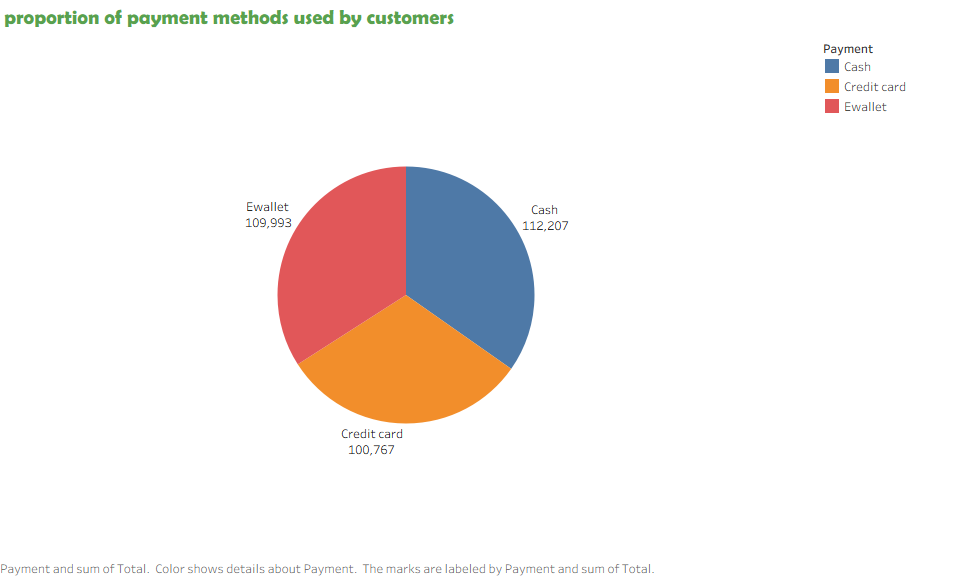 proportion of payment methods used by customers
Payment
Cash
Credit card
Ewallet
Ewallet
109,993
Cash
112,207
Credit card
100,767
Payment and sum of Total.  Color shows details about Payment.  The marks are labeled by Payment and sum of Total.